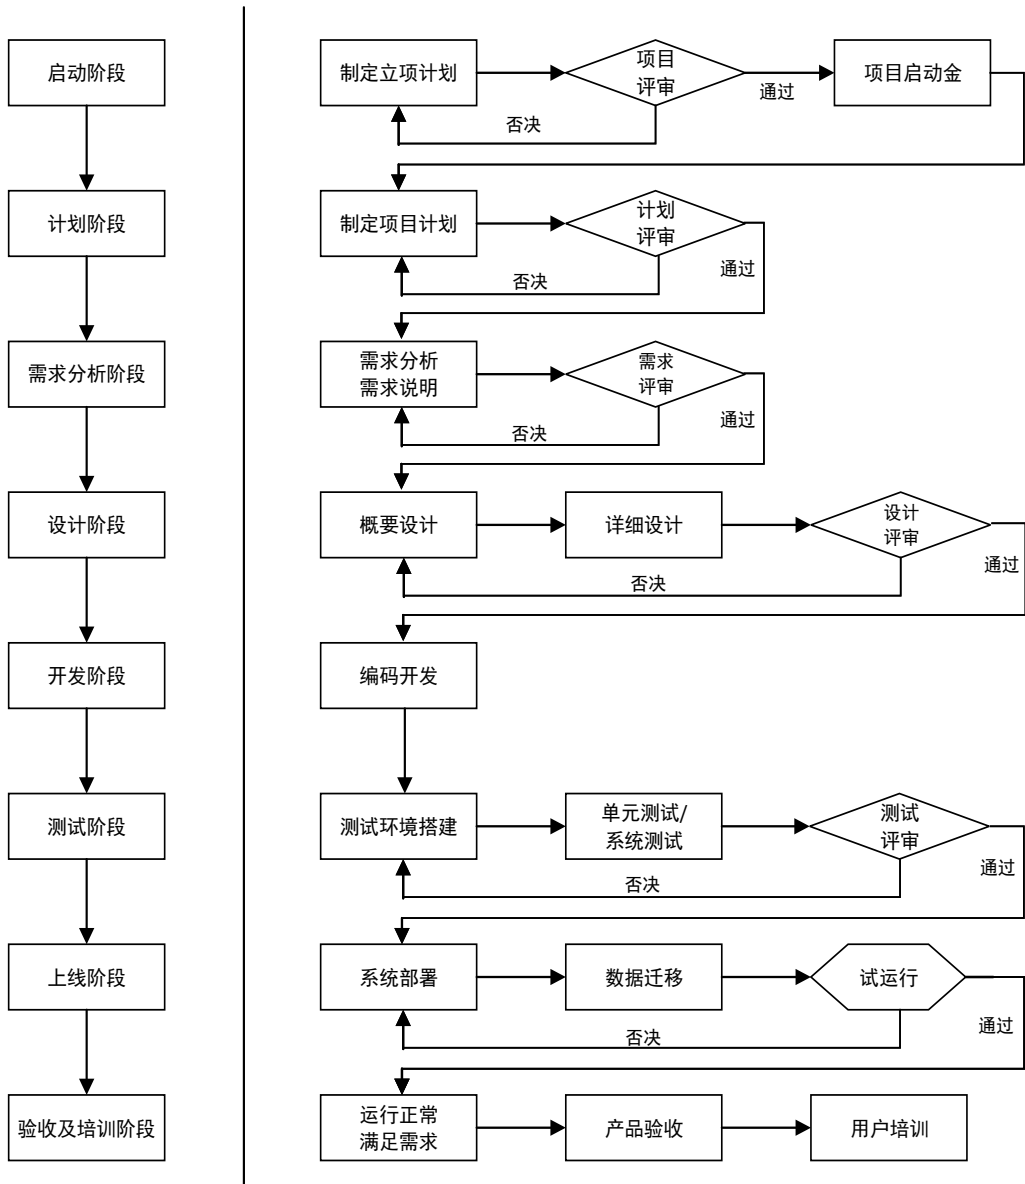 启动阶段
制定立项计划
项目
评审
通过
项目启动金
否决
计划阶段
制定项目计划
计划
评审
通过
否决
需求分析阶段
需求分析
需求说明
需求
评审
通过
否决
设计阶段
概要设计
详细设计
设计
评审
通过
否决
开发阶段
编码开发
测试阶段
测试环境搭建
单元测试/
系统测试
测试
评审
通过
否决
上线阶段
系统部署
数据迁移
试运行
通过
否决
验收及培训阶段
运行正常
满足需求
产品验收
用户培训